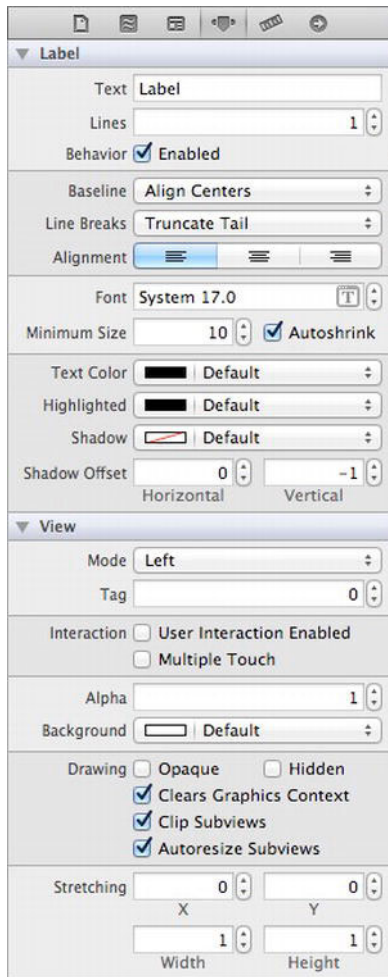 Label
Text Label
Lines 1
Behavior Enabled
Baseline Align Centers
Line Breaks Truncate Tail
Alignment
Font System 17.0 T
Minimum Size 10 Autoshrink
Text Color Default
Highlighted Default
Shadow Default
Shadow Offset 0 -1
Horizontal Vertical
View
Mode Left
Tag 0
Interaction User Interaction Enabled
Multiple Touch
Alpha 1
Background Default
Drawing Opaque Hidden
Clears Graphics Context
Clip Subviews
Autoresize Subviews
Stretching 0 0
X Y
1 1
Width Height